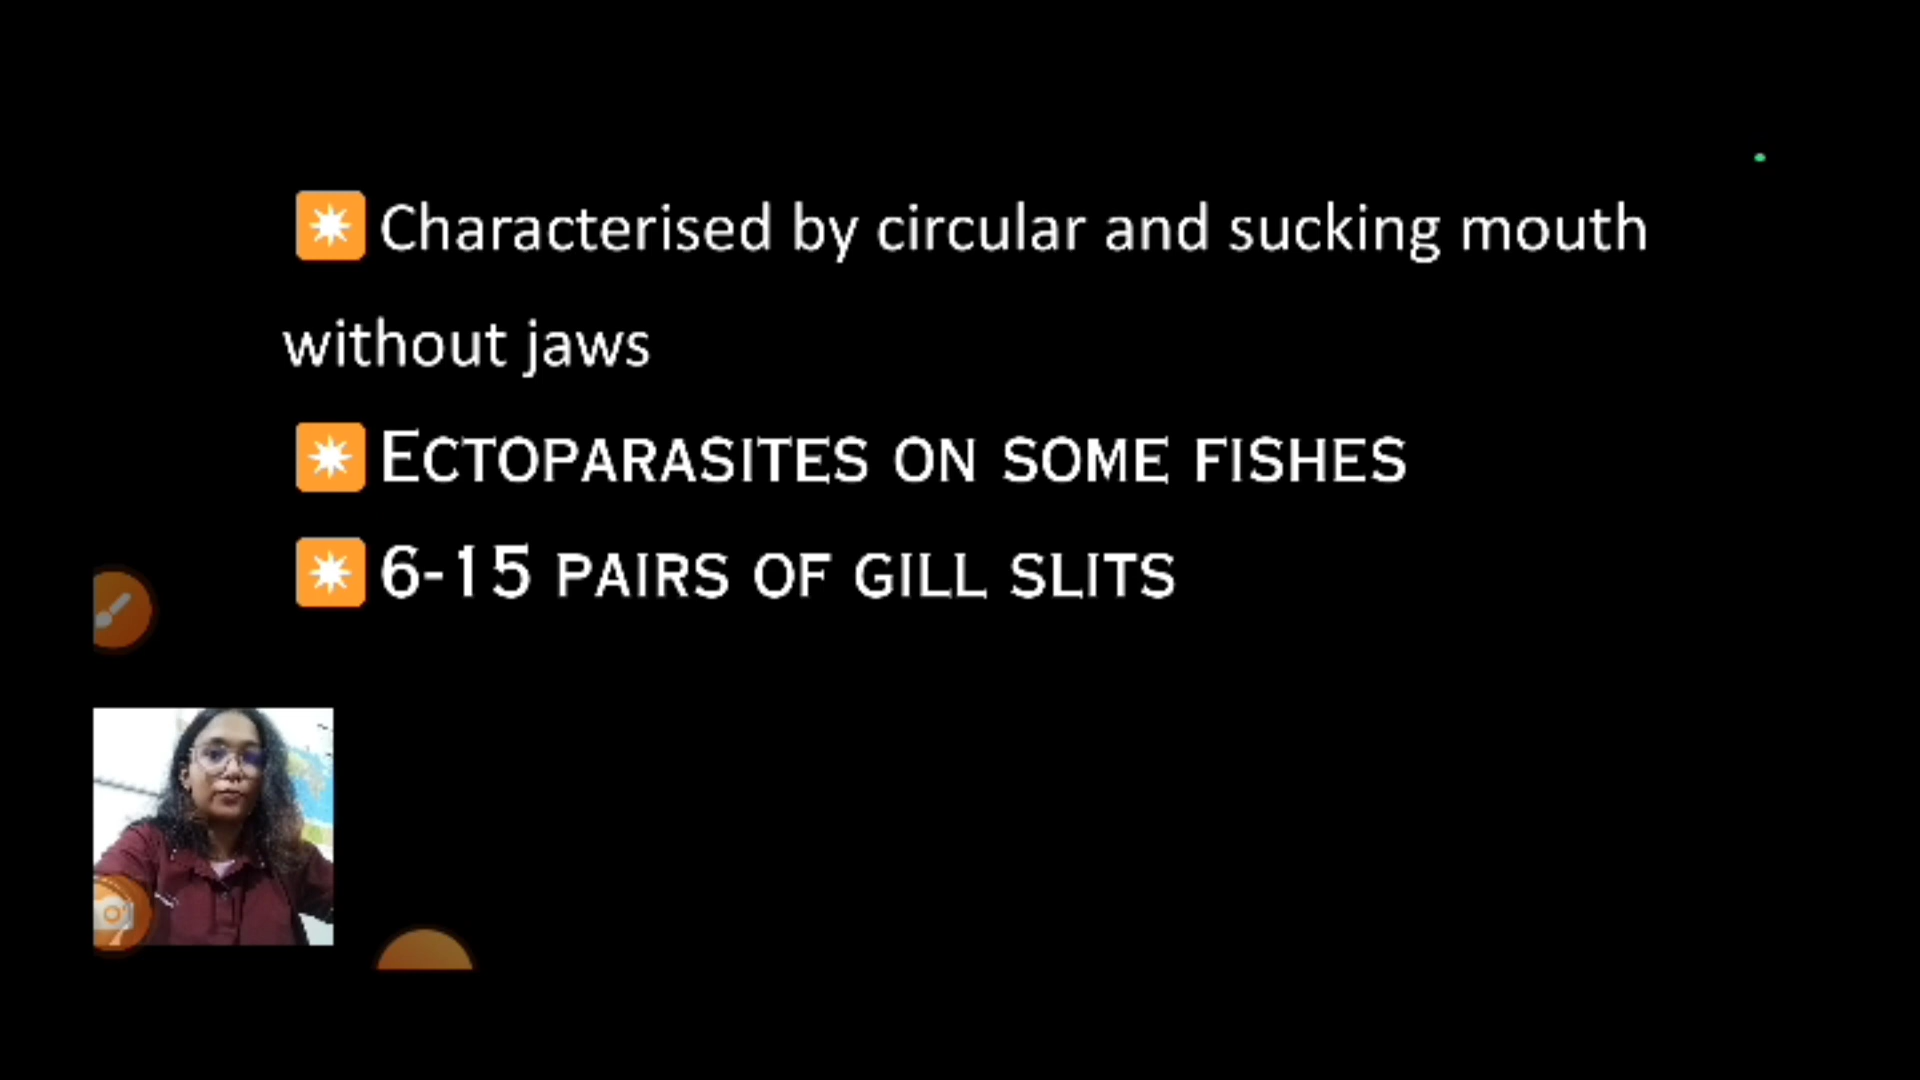 Characterised by circular and sucking mouth
without jaws
Ectoparasites on some fishes
6-15 pairs of gill slits